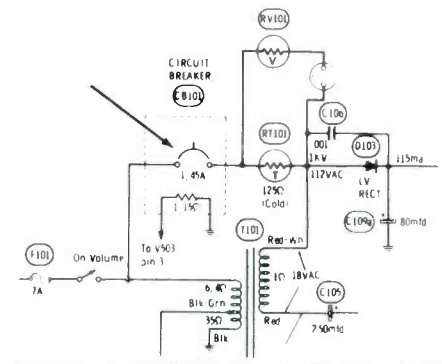 RV101
V
CIRCUIT
BREAKER
CB101
C106
.001
1KV
RT101
T
D103
1.45A
125Ω
(Cold)
112VAC
115ma
LV
RECT
1.15Ω
C109a
80mfd
To V503
pin 3
T101
Red-Wh
F101
On Volume
7A
6.4Ω
1Ω
18VAC
C105
Blk-Grn
35Ω
Red
250mfd
Blk